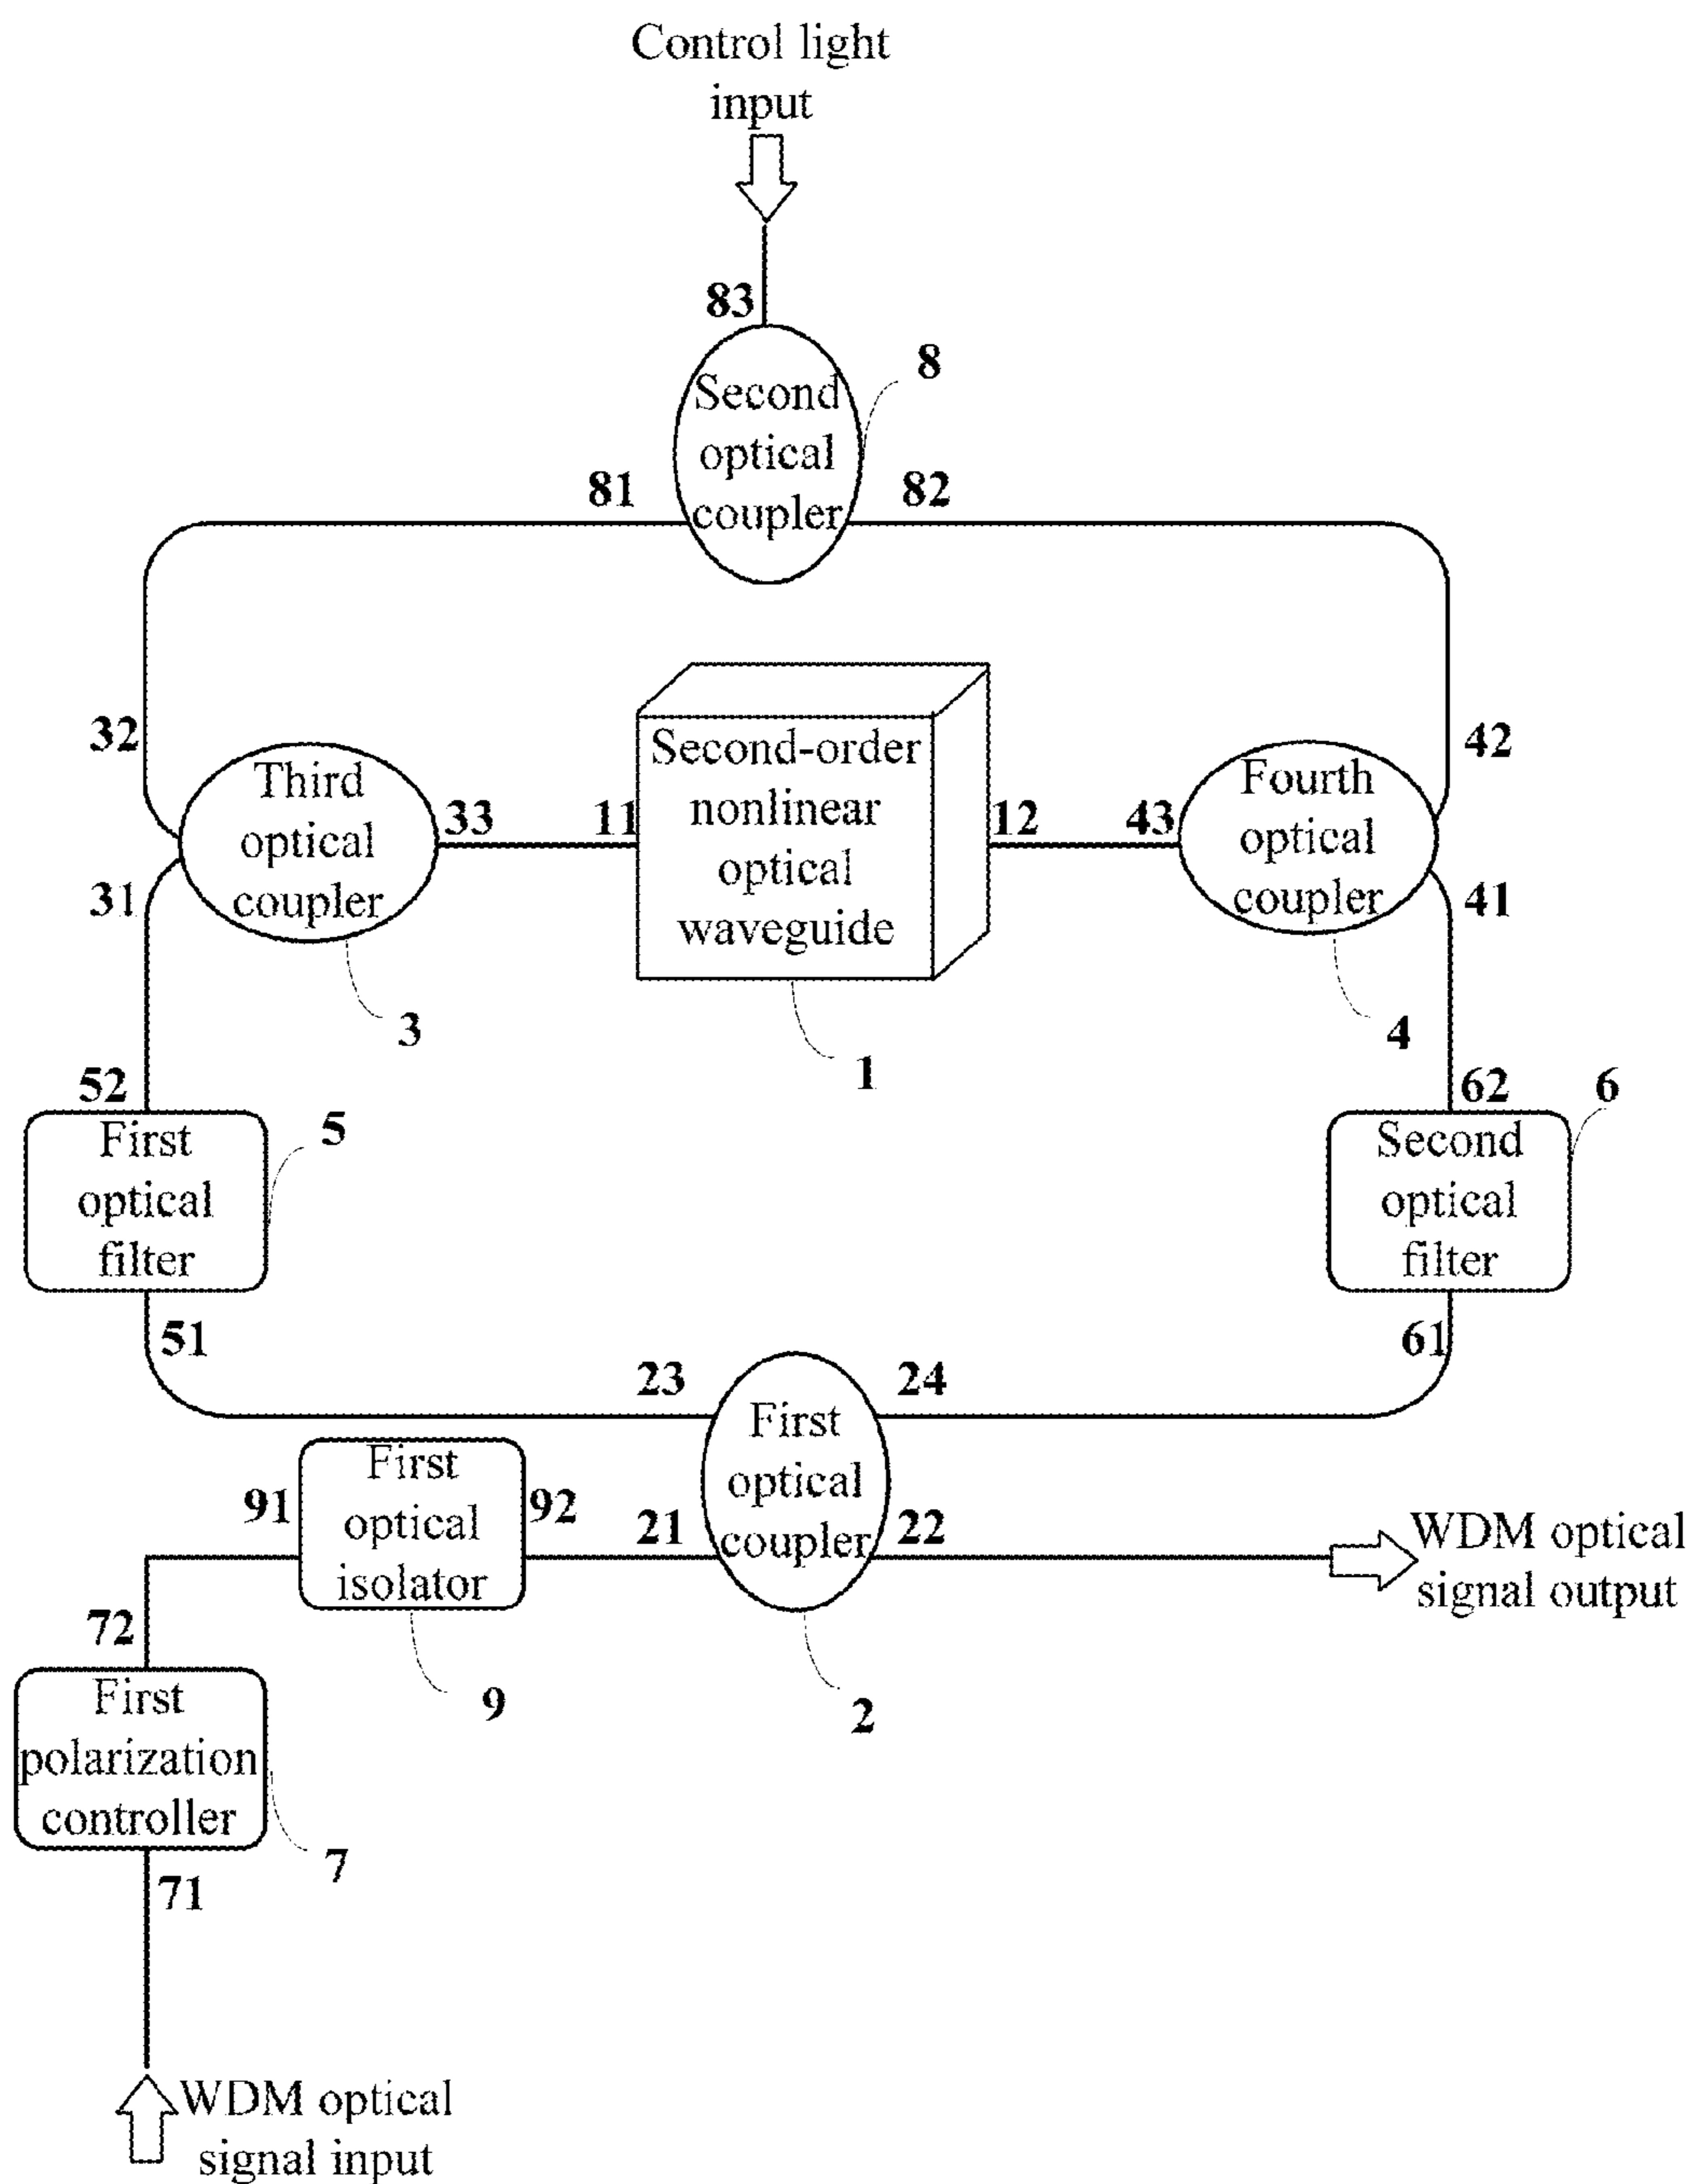 Control light
input
83
8
Second
optical
coupler
81
82
32
42
Third
optical
coupler
33
11
Second-order
nonlinear
optical
waveguide
12
43
Fourth
optical
coupler
31
41
3
4
1
52
62
6
First
optical
filter
5
Second
optical
filter
51
61
23
24
First
optical
coupler
First
optical
isolator
91
92
21
22
WDM optical
signal output
72
9
2
First
polarization
controller
7
71
WDM optical
signal input